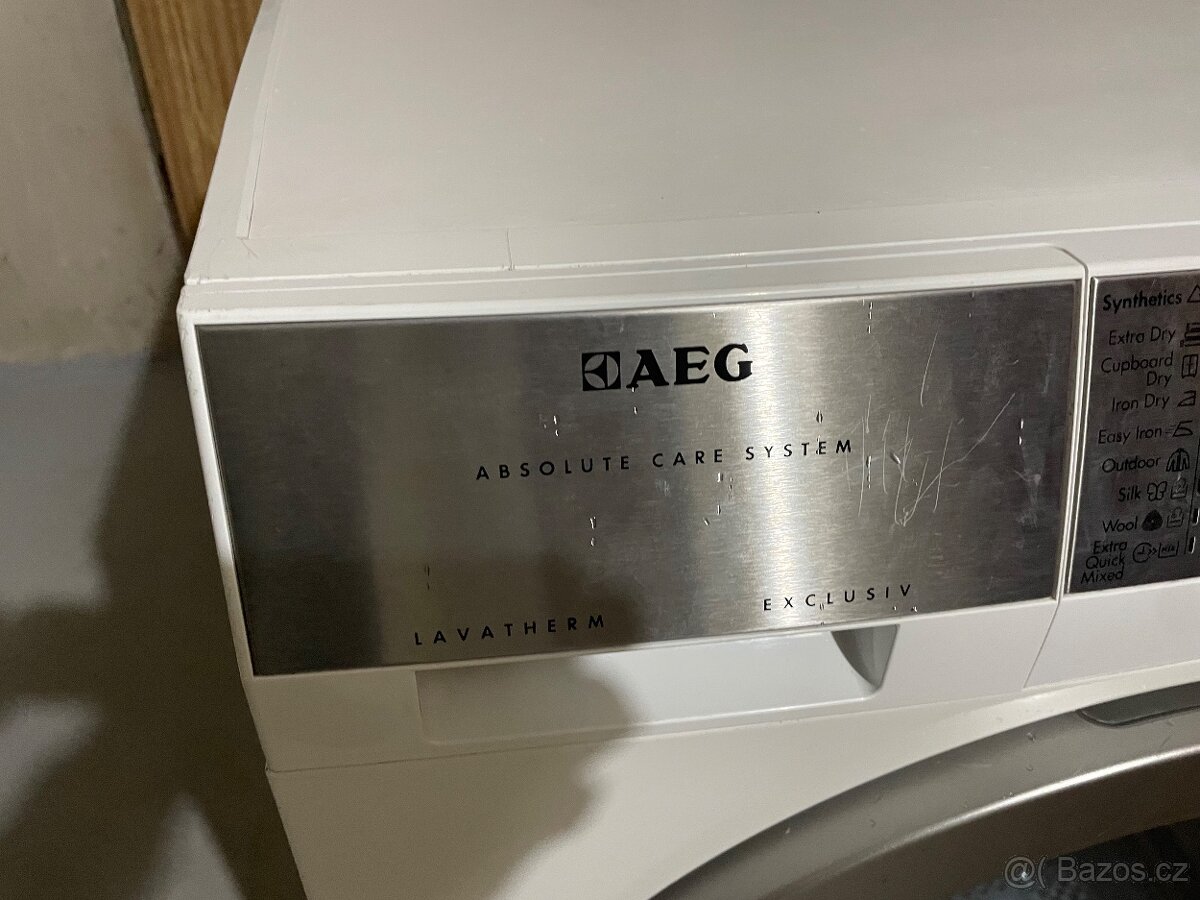 AEG
ABSOLUTE CARE SYSTEM
LAVATHERM
EXCLUSIV
Synthetics
Extra Dry
Cupboard
Dry
Iron Dry
Easy Iron
Outdoor
Silk
Wool
Extra
Quick
Mixed
@( Bazos.cz